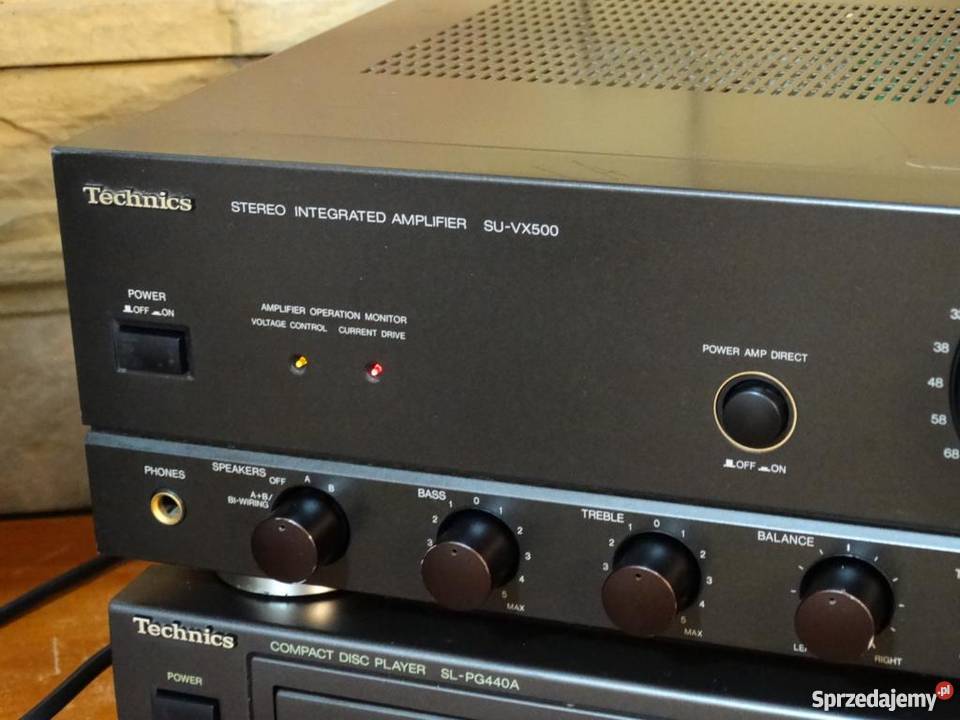 Technics
STEREO INTEGRATED AMPLIFIER SU-VX500
POWER
OFF ON
AMPLIFIER OPERATION MONITOR
VOLTAGE CONTROL CURRENT DRIVE
POWER AMP DIRECT
OFF ON
38
48
58
68
PHONES
SPEAKERS
OFF A B
A+B/
BI-WIRING
BASS
1 0 1
2 2
3 3
4
5
MAX
TREBLE
1 0 1
2 2
3 3
4
5
MAX
BALANCE
RIGHT
Technics
COMPACT DISC PLAYER SL-PG440A
POWER
Sprzedajemy.pl